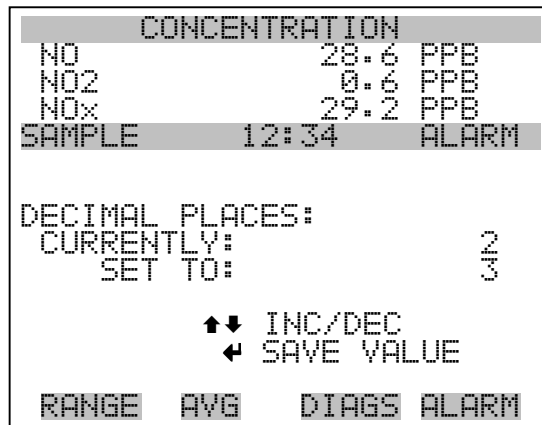 CONCENTRATION
NO 28.6 PPB
NO2 0.6 PPB
NOx 29.2 PPB
SAMPLE 12:34 ALARM
DECIMAL PLACES:
CURRENTLY: 2
SET TO: 3
⬆⬇ INC/DEC
↵ SAVE VALUE
RANGE AVG DIAGS ALARM